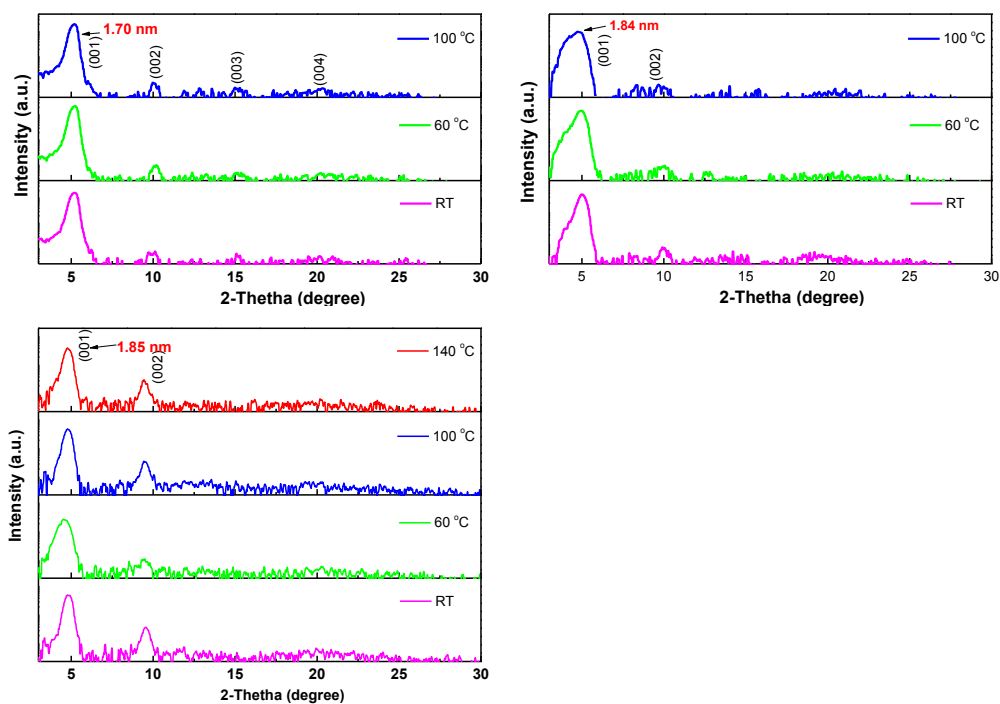 1.70 nm
(001)
(002)
(003)
(004)
100 °C
60 °C
RT
Intensity (a.u.)
5 10 15 20 25 30
2-Thetha (degree)
1.84 nm
(001)
(002)
100 °C
60 °C
RT
Intensity (a.u.)
5 10 15 20 25 30
2-Thetha (degree)
(001)
1.85 nm
(002)
140 °C
100 °C
60 °C
RT
Intensity (a.u.)
5 10 15 20 25 30
2-Thetha (degree)